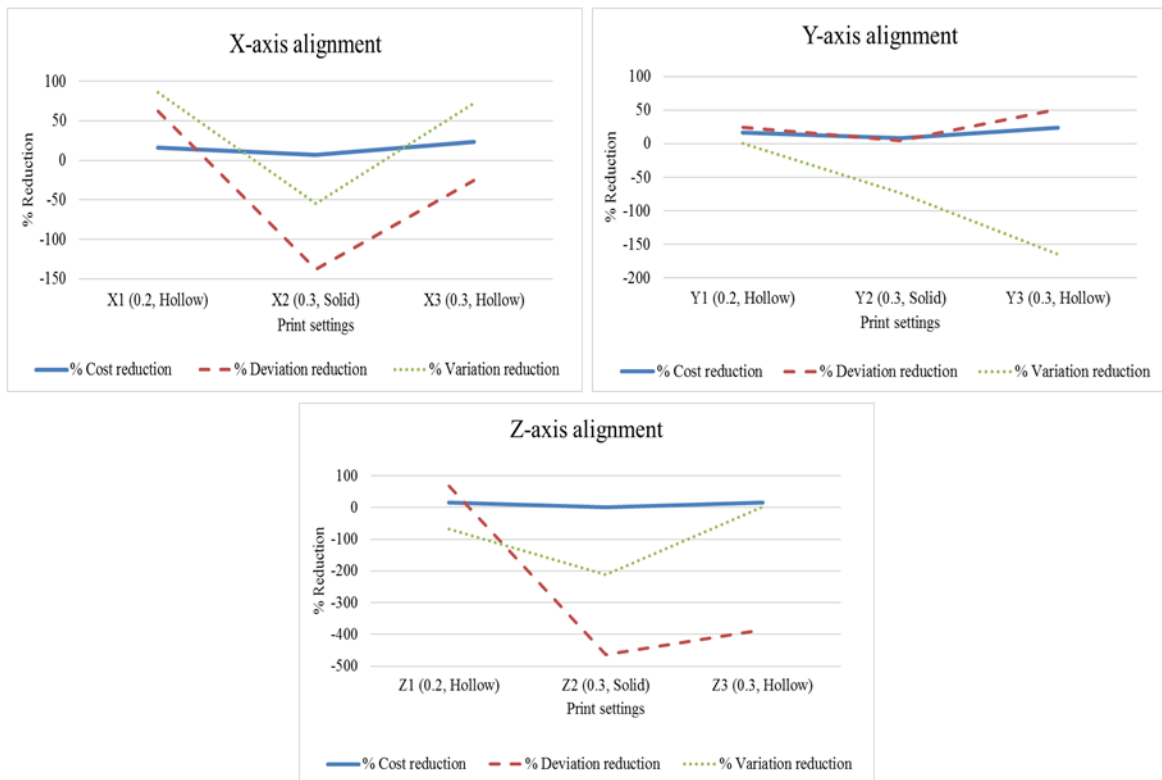 X-axis alignment
% Reduction
100
50
0
-50
-100
-150
X1 (0.2, Hollow) X2 (0.3, Solid) X3 (0.3, Hollow)
Print settings
% Cost reduction % Deviation reduction % Variation reduction
Y-axis alignment
% Reduction
100
50
0
-50
-100
-150
-200
Y1 (0.2, Hollow) Y2 (0.3, Solid) Y3 (0.3, Hollow)
Print settings
% Cost reduction % Deviation reduction % Variation reduction
Z-axis alignment
% Reduction
100
0
-100
-200
-300
-400
-500
Z1 (0.2, Hollow) Z2 (0.3, Solid) Z3 (0.3, Hollow)
Print settings
% Cost reduction % Deviation reduction % Variation reduction